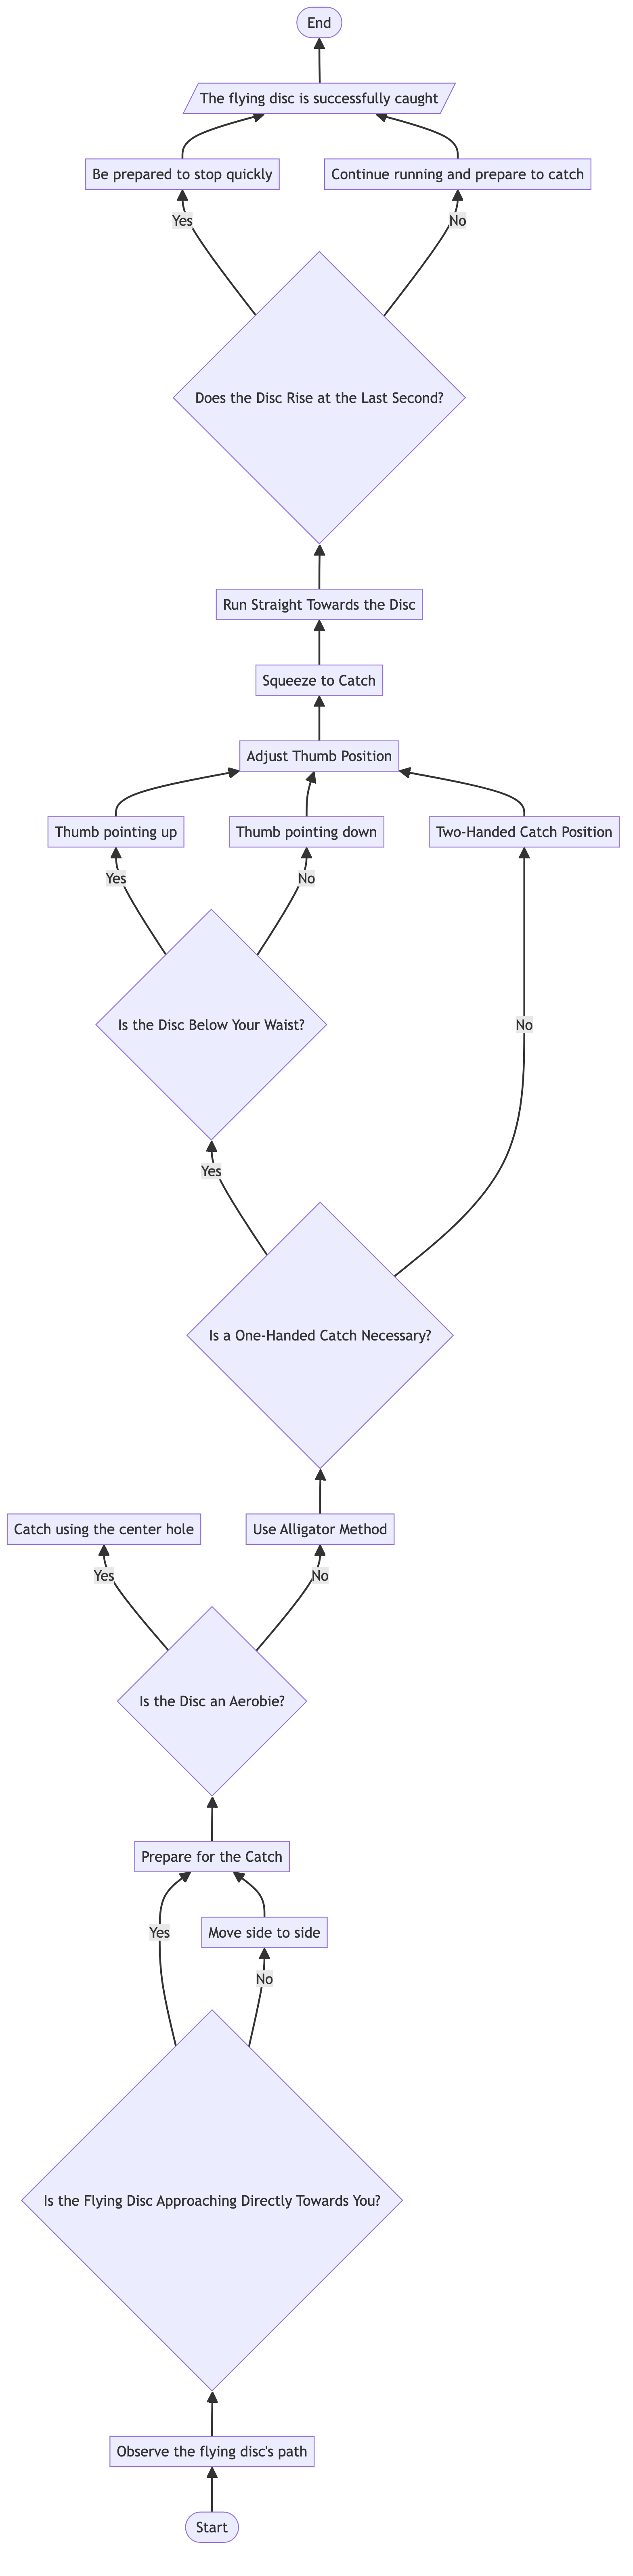 End
The flying disc is successfully caught
Be prepared to stop quickly
Continue running and prepare to catch
Yes
No
Does the Disc Rise at the Last Second?
Run Straight Towards the Disc
Squeeze to Catch
Adjust Thumb Position
Thumb pointing up
Thumb pointing down
Two-Handed Catch Position
Yes
No
Is the Disc Below Your Waist?
No
Yes
Is a One-Handed Catch Necessary?
Catch using the center hole
Use Alligator Method
Yes
No
Is the Disc an Aerobie?
Prepare for the Catch
Yes
Move side to side
No
Is the Flying Disc Approaching Directly Towards You?
Observe the flying disc's path
Start